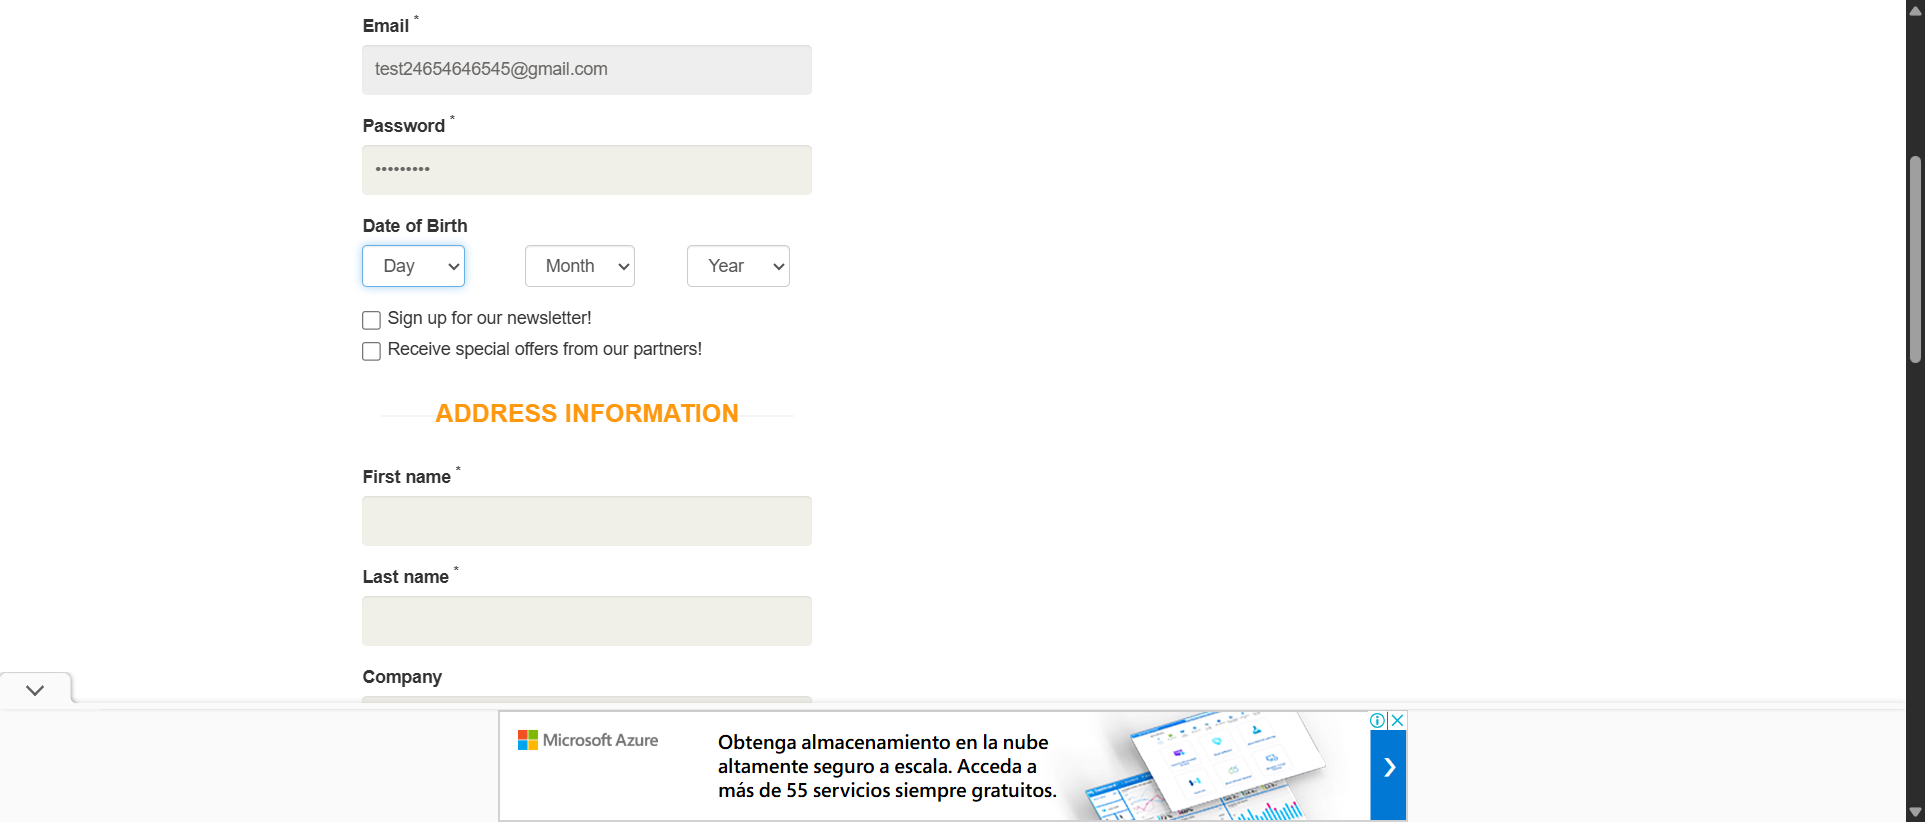 Email *
test24654646545@gmail.com
Password *
•••••••••
Date of Birth
Day Month Year
Sign up for our newsletter!
Receive special offers from our partners!
ADDRESS INFORMATION
First name *
Last name *
Company
Microsoft Azure
Obtenga almacenamiento en la nube
altamente seguro a escala. Acceda a
más de 55 servicios siempre gratuitos.